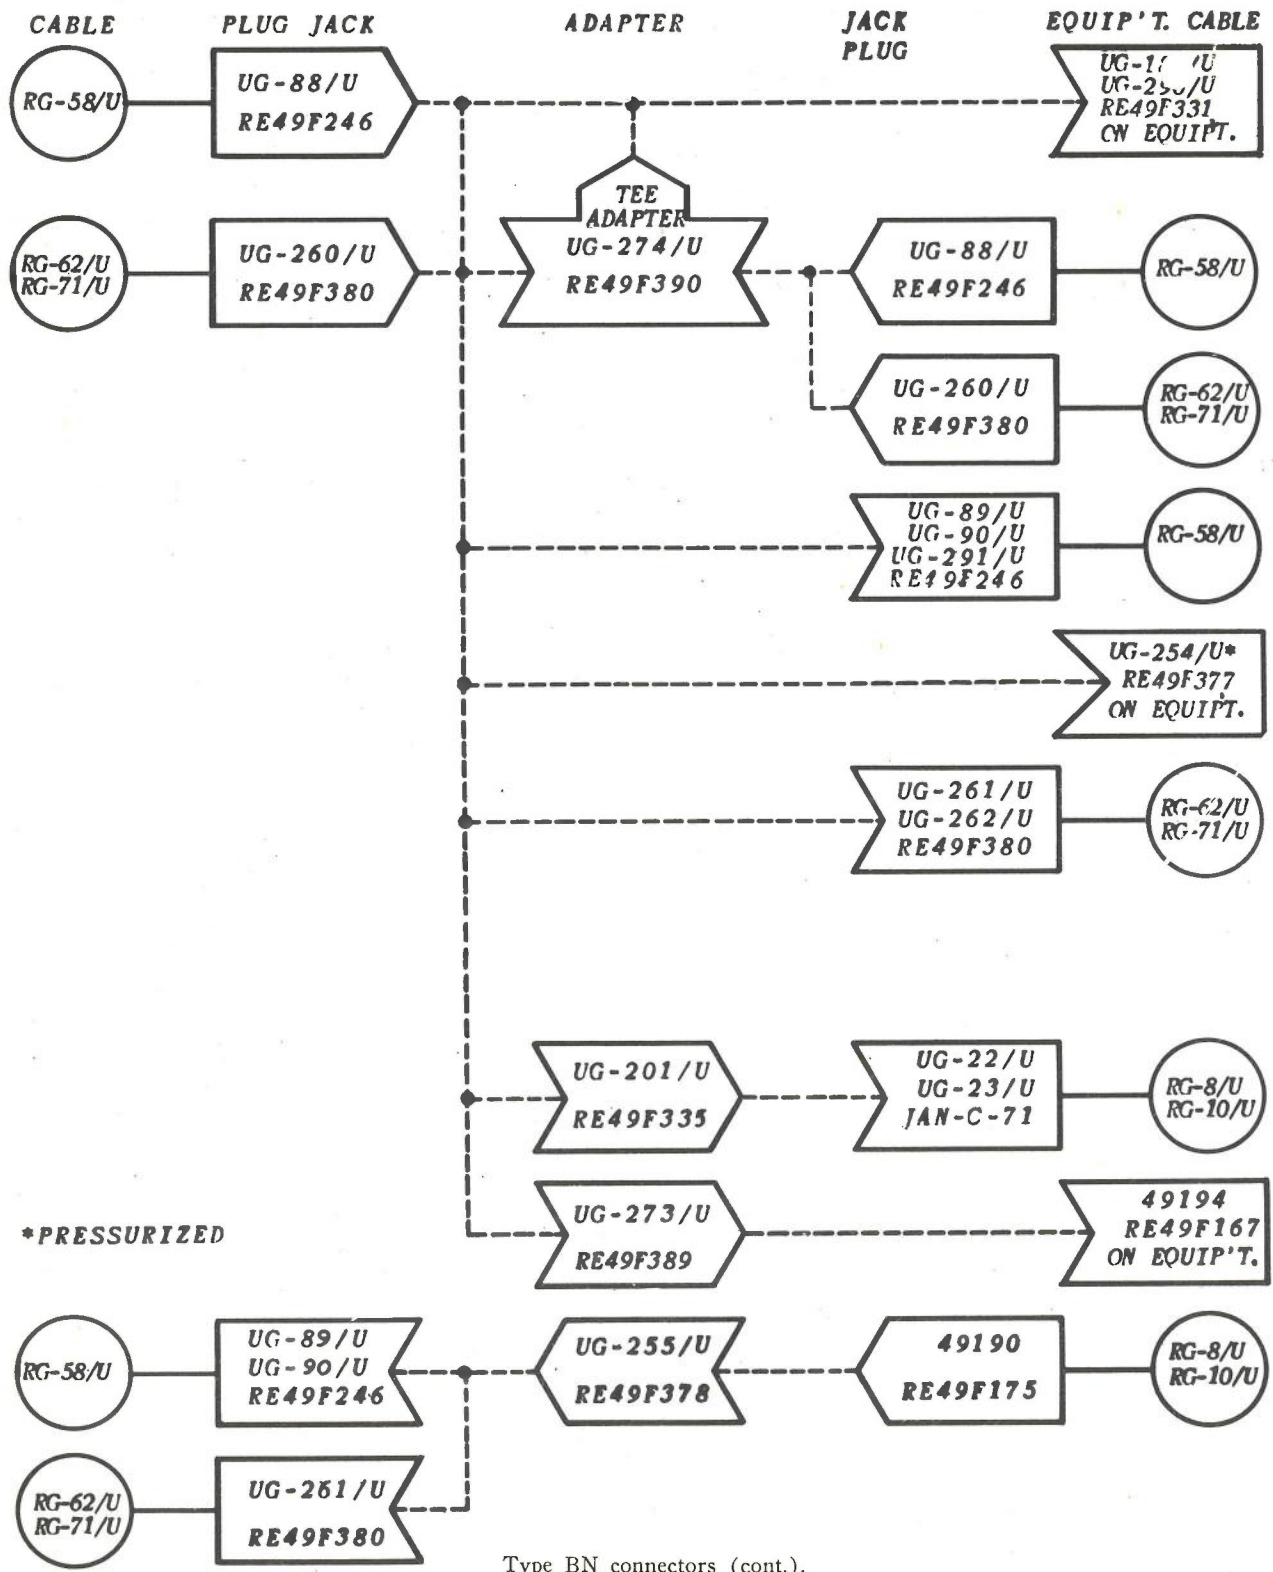 CABLE PLUG JACK ADAPTER JACK EQUIP'T. CABLE
PLUG
RG-58/U
UG-88/U
RE49F246
RE49F331
ON EQUIPT.
RG-62/U
RG-71/U
UG-260/U
RE49F380
TEE
ADAPTER
UG-274/U
RE49F390
UG-88/U
RE49F246
RG-58/U
UG-260/U
RE49F380
RG-62/U
RG-71/U
UG-89/U
UG-90/U
UG-291/U
RE49F246
RG-58/U
UG-254/U*
RE49F377
ON EQUIPT.
UG-261/U
UG-262/U
RE49F380
RG-62/U
RG-71/U
UG-201/U
RE49F335
UG-22/U
UG-23/U
JAN-C-71
RG-8/U
RG-10/U
*PRESSURIZED
UG-273/U
RE49F389
49194
RE49F167
ON EQUIP'T.
RG-58/U
UG-89/U
UG-90/U
RE49F246
UG-255/U
RE49F378
49190
RE49F175
RG-8/U
RG-10/U
RG-62/U
RG-71/U
UG-261/U
RE49F380
Type BN connectors (cont.).